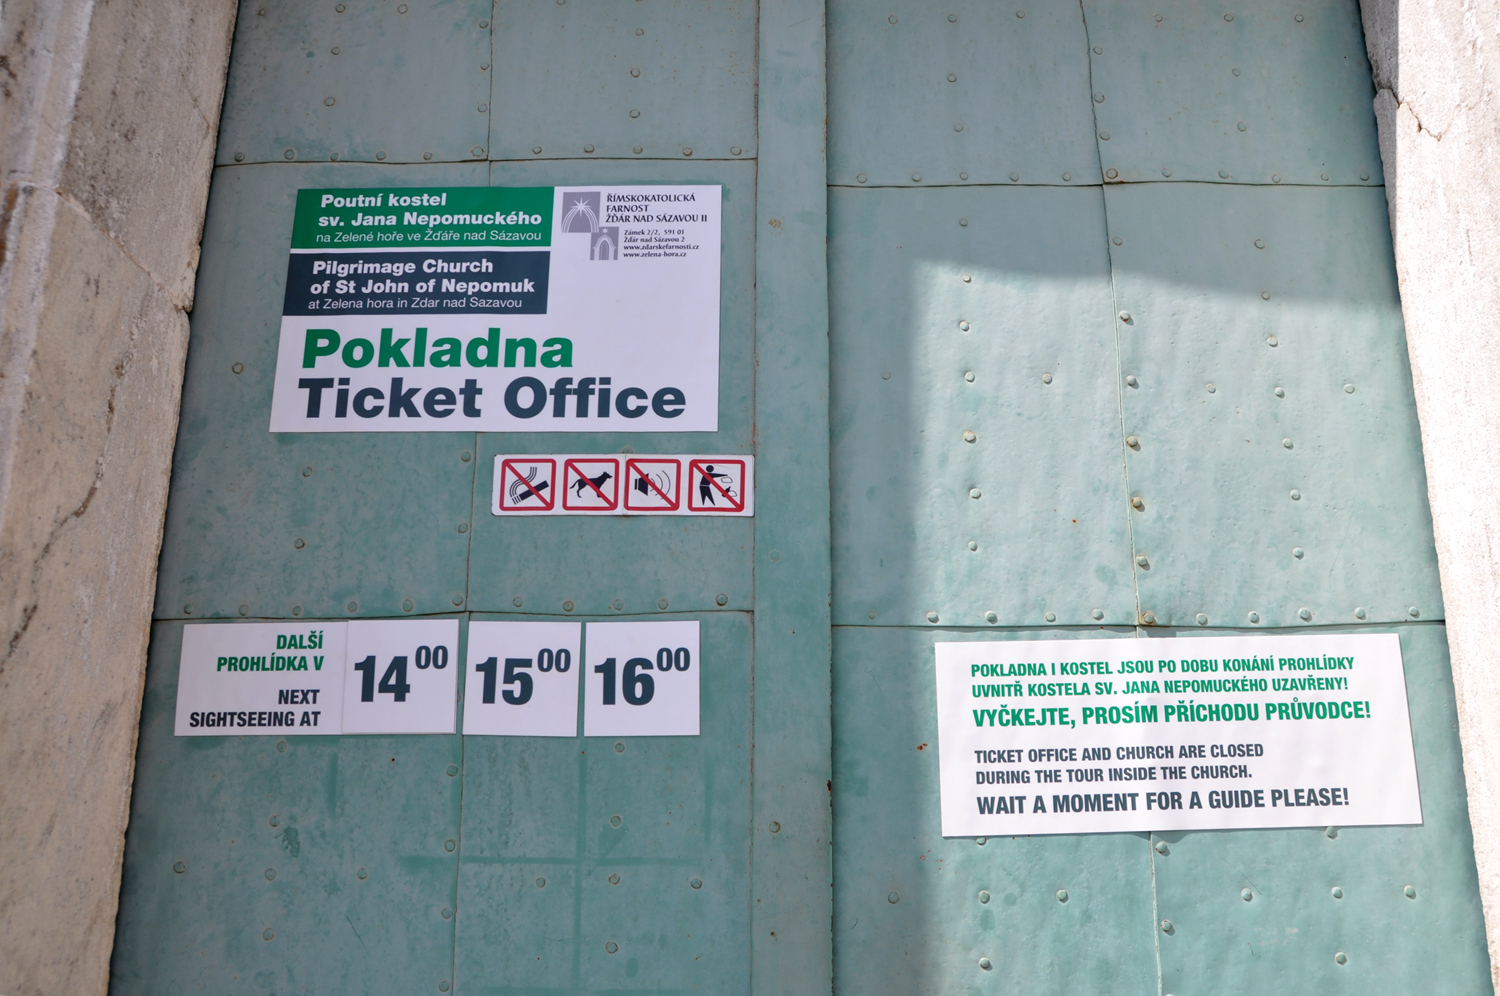 Poutní kostel
sv. Jana Nepomuckého
na Zelené hoře ve Žďáře nad Sázavou
Pilgrimage Church
of St John of Nepomuk
at Zelena hora in Zdar nad Sazavou
ŘÍMSKOKATOLICKÁ
FARNOST
ŽĎÁR NAD SÁZAVOU II
Zámek 2/2, 591 01
Žďár nad Sázavou 2
www.zdarskefarnosti.cz
www.zelena-hora.cz
Pokladna
Ticket Office
DALŠÍ
PROHLÍDKA V
NEXT
SIGHTSEEING AT
14 00
15 00
16 00
POKLADNA I KOSTEL JSOU PO DOBU KONÁNÍ PROHLÍDKY
UVNITŘ KOSTELA SV. JANA NEPOMUCKÉHO UZAVŘENY!
VYČKEJTE, PROSÍM PŘÍCHODU PRŮVODCE!
TICKET OFFICE AND CHURCH ARE CLOSED
DURING THE TOUR INSIDE THE CHURCH.
WAIT A MOMENT FOR A GUIDE PLEASE!